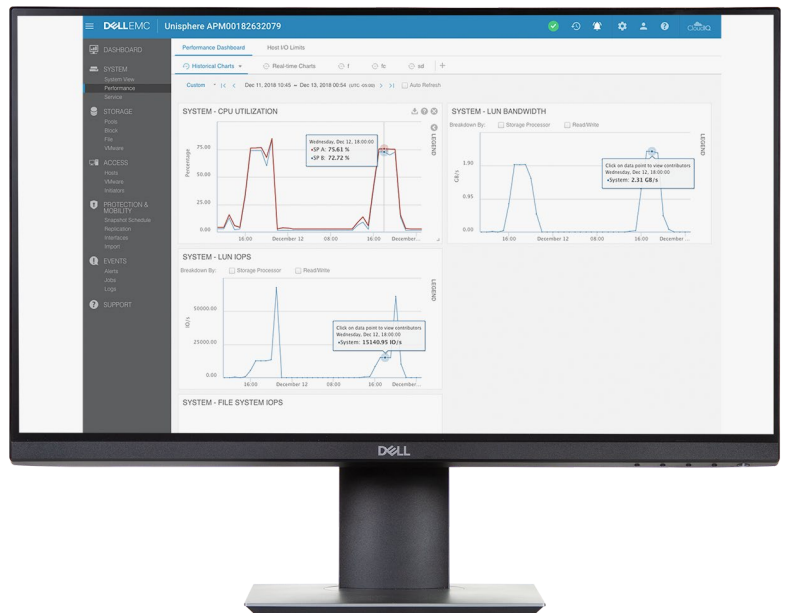 DELLEMC Unisphere APM00182632079
CloudIQ
DASHBOARD
SYSTEM
System View
Performance
Service
STORAGE
Pools
Block
File
VMware
ACCESS
Hosts
VMware
Initiators
PROTECTION &
MOBILITY
Snapshot Schedule
Replication
Interfaces
Import
EVENTS
Alerts
Jobs
Logs
SUPPORT
Performance Dashboard Host I/O Limits
Historical Charts Real-time Charts f fc sd +
Custom Dec 11, 2018 10:45 – Dec 13, 2018 00:54 (UTC -05:00) Auto Refresh
SYSTEM - CPU UTILIZATION
LEGEND
Percentage
75.00
50.00
25.00
0.00
Wednesday, Dec 12, 18:00:00
•SP A: 75.61 %
•SP B: 72.72 %
16:00 December 12 08:00 16:00 December...
SYSTEM - LUN BANDWIDTH
Breakdown By: Storage Processor Read/Write
LEGEND
GB/s
1.90
0.95
0.00
Click on data point to view contributors
Wednesday, Dec 12, 18:00:00
•System: 2.31 GB/s
16:00 December 12 08:00 16:00 December ...
SYSTEM - LUN IOPS
Breakdown By: Storage Processor Read/Write
LEGEND
IO/s
50000.00
25000.00
0.00
Click on data point to view contributors
Wednesday, Dec 12, 18:00:00
•System: 15140.95 IO/s
16:00 December 12 08:00 16:00 December...
SYSTEM - FILE SYSTEM IOPS
DELL